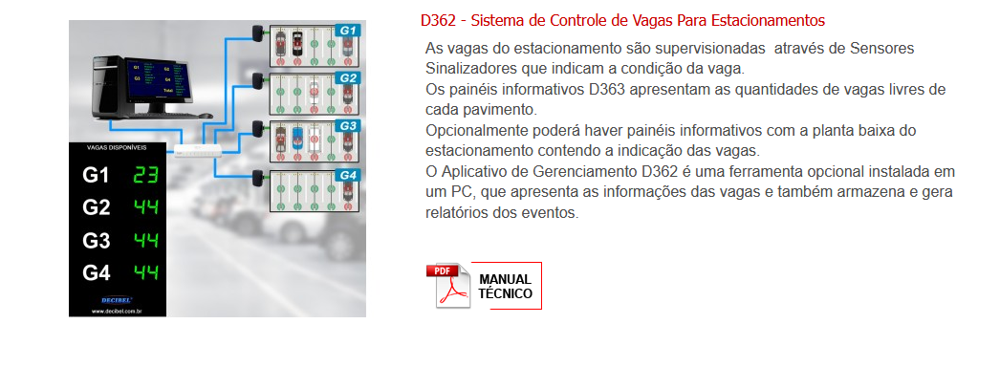 D362 - Sistema de Controle de Vagas Para Estacionamentos
As vagas do estacionamento são supervisionadas através de Sensores
Sinalizadores que indicam a condição da vaga.
Os painéis informativos D363 apresentam as quantidades de vagas livres de
cada pavimento.
Opcionalmente poderá haver painéis informativos com a planta baixa do
estacionamento contendo a indicação das vagas.
O Aplicativo de Gerenciamento D362 é uma ferramenta opcional instalada em
um PC, que apresenta as informações das vagas e também armazena e gera
relatórios dos eventos.
PDF
MANUAL
TÉCNICO
G1
G2
G3
G4
G1
G2
G3
G4
Total
VAGAS DISPONÍVEIS
G1 23
G2 44
G3 44
G4 44
DECIBEL
www.decibel.com.br